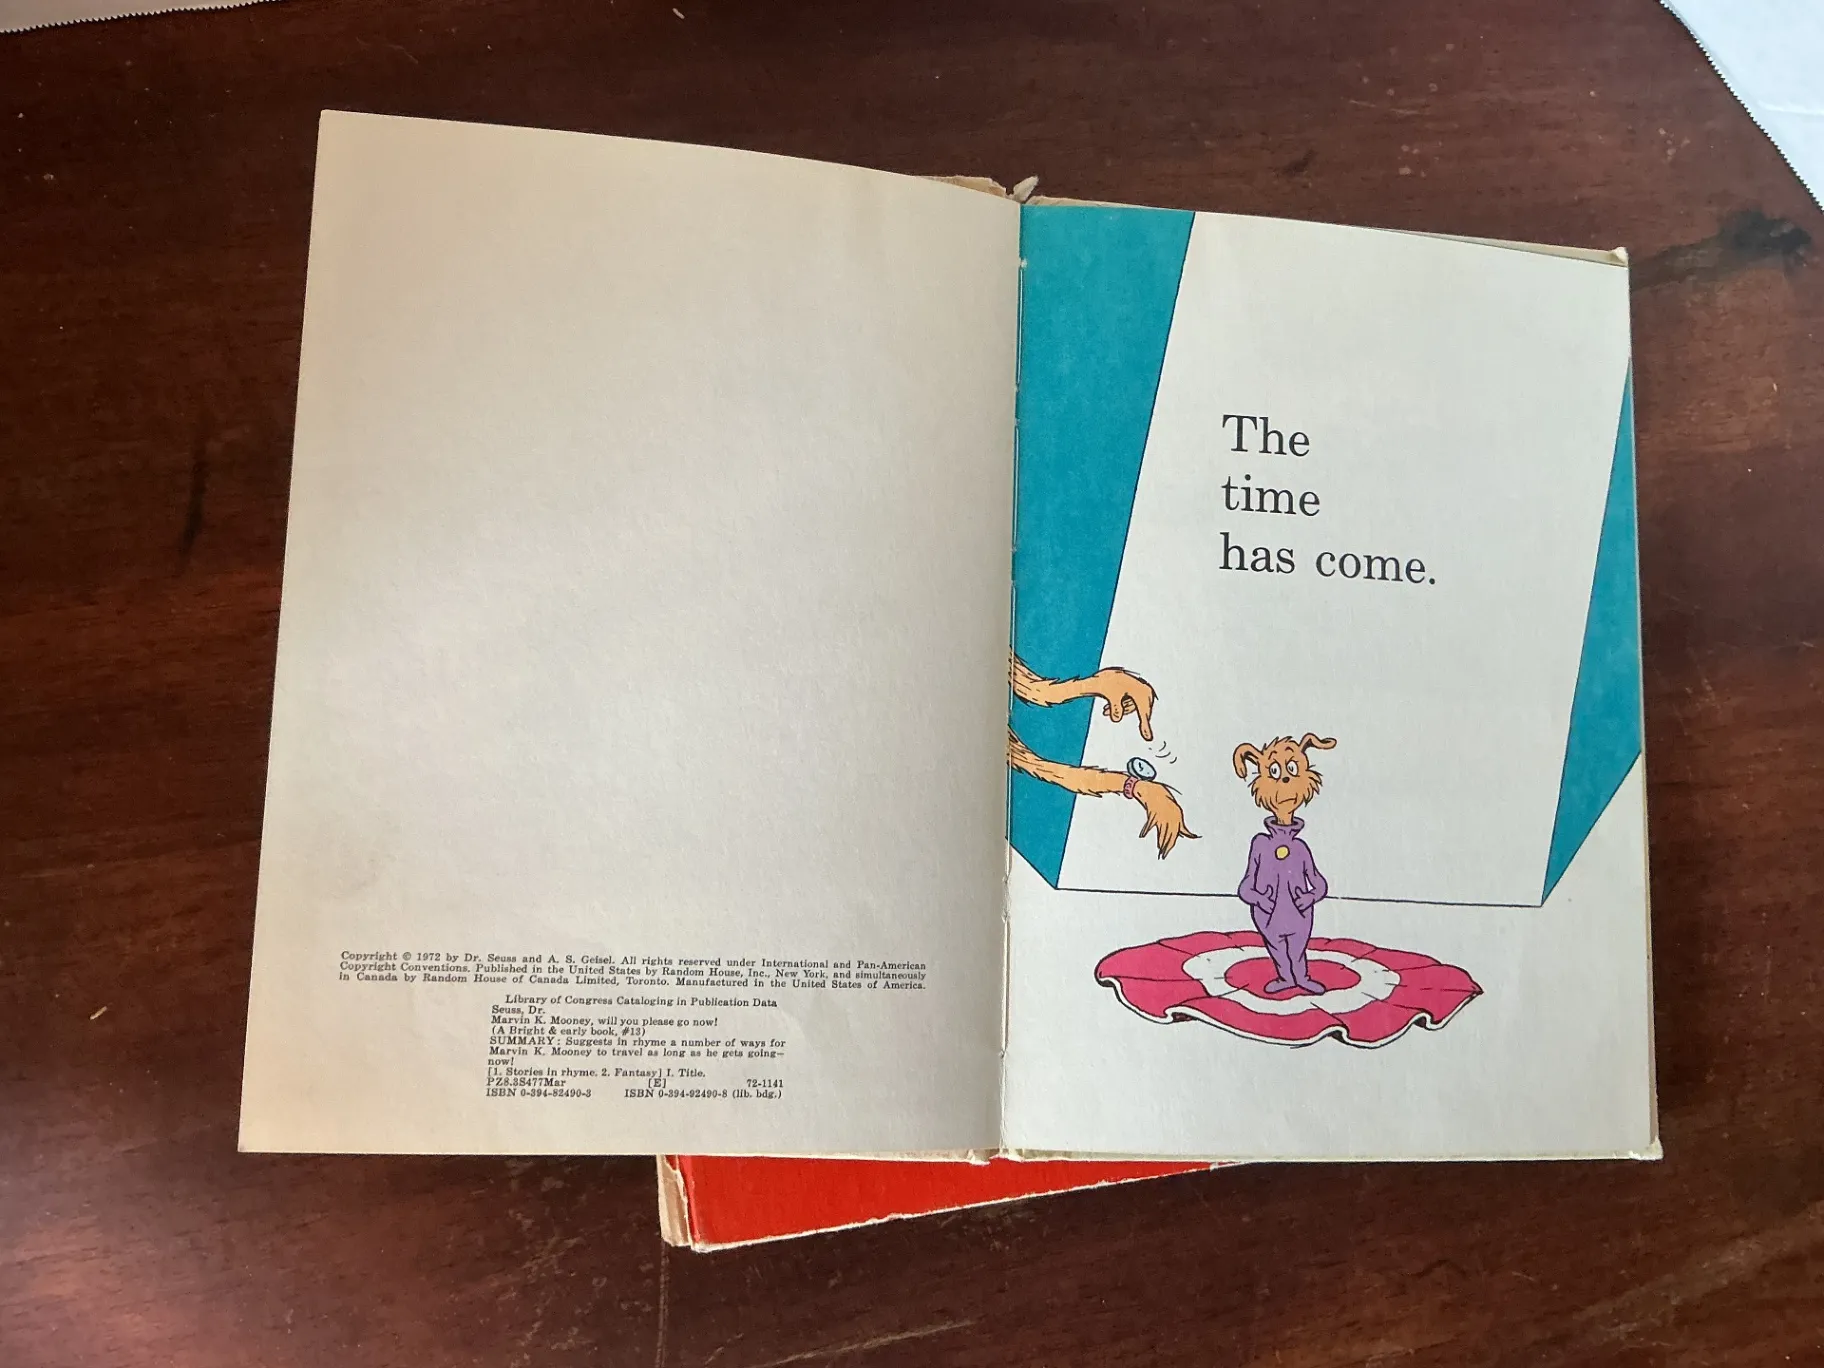 Copyright © 1972 by Dr. Seuss and A. S. Geisel. All rights reserved under International and Pan-American
Copyright Conventions. Published in the United States by Random House, Inc., New York, and simultaneously
in Canada by Random House of Canada Limited, Toronto. Manufactured in the United States of America.
Library of Congress Cataloging in Publication Data
Seuss, Dr.
Marvin K. Mooney, will you please go now!
(A Bright & early book, #13)
SUMMARY: Suggests in rhyme a number of ways for
Marvin K. Mooney to travel as long as he gets going—
now!
[1. Stories in rhyme. 2. Fantasy] I. Title.
PZ8.3S477Mar [E] 72-1141
ISBN 0-394-82490-3 ISBN 0-394-92490-8 (lib. bdg.)
The
time
has come.